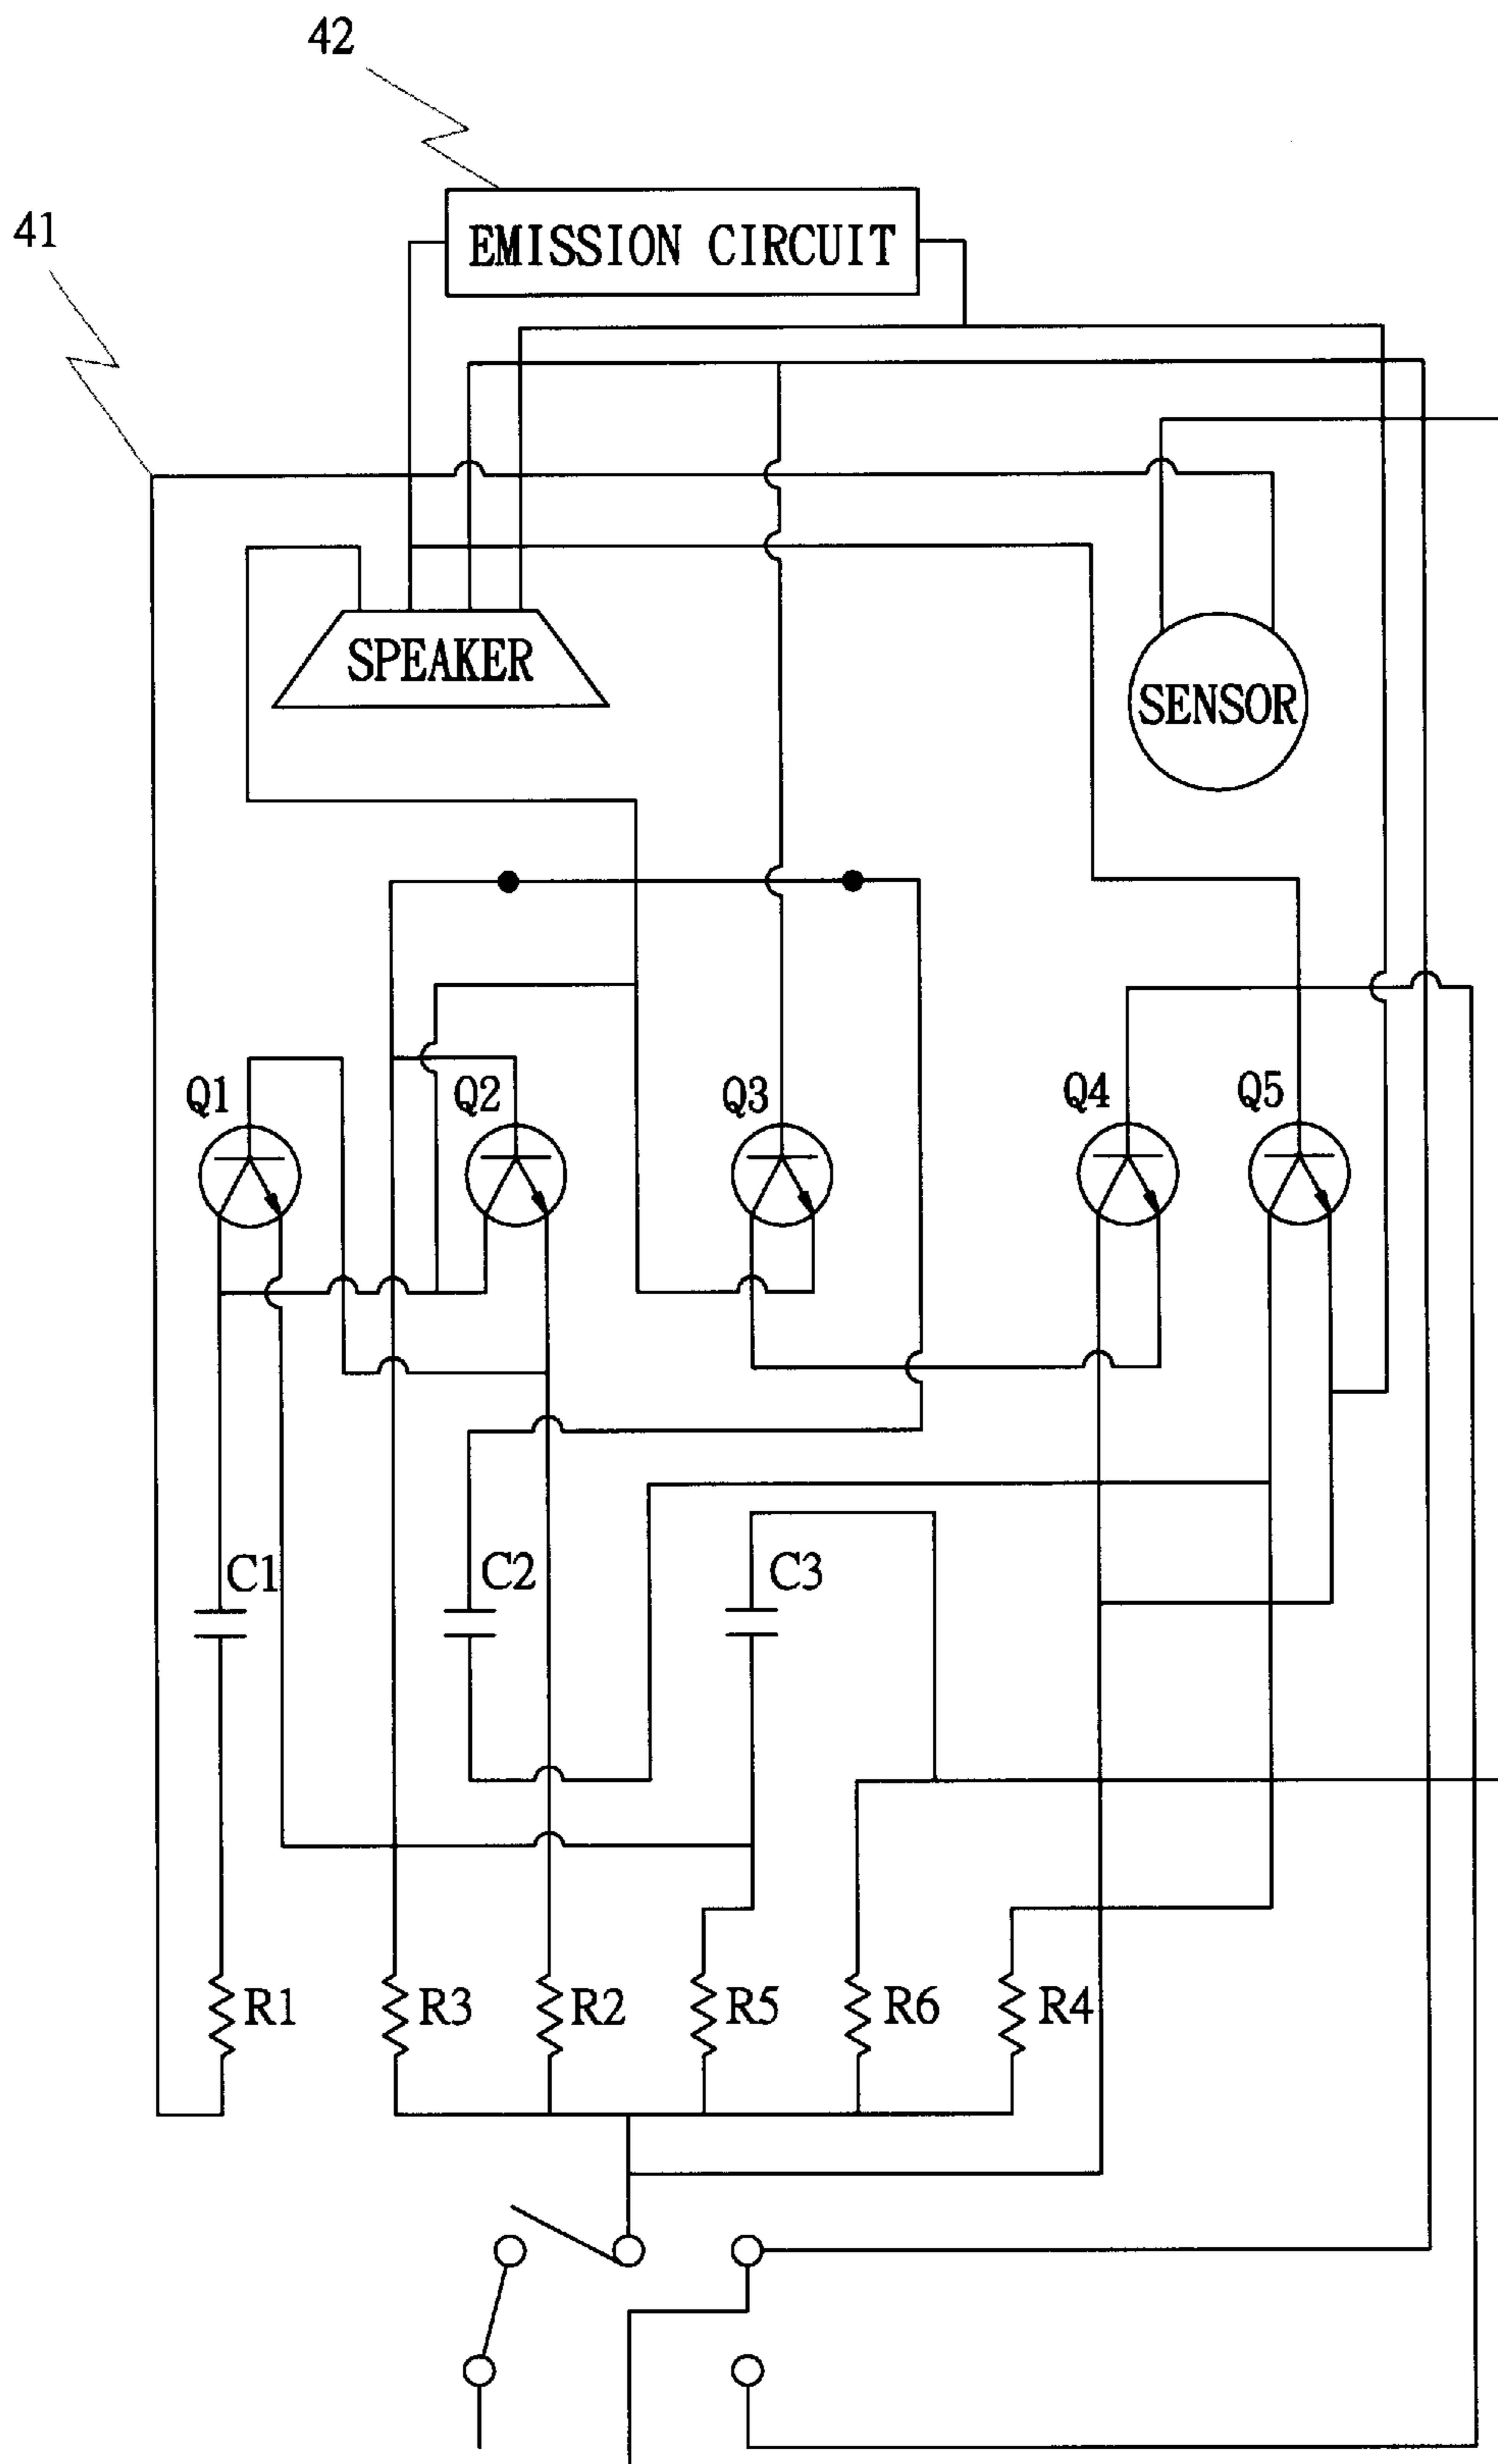 42
41
EMISSION CIRCUIT
SPEAKER
SENSOR
Q1
Q2
Q3
Q4
Q5
C1
C2
C3
R1
R3
R2
R5
R6
R4